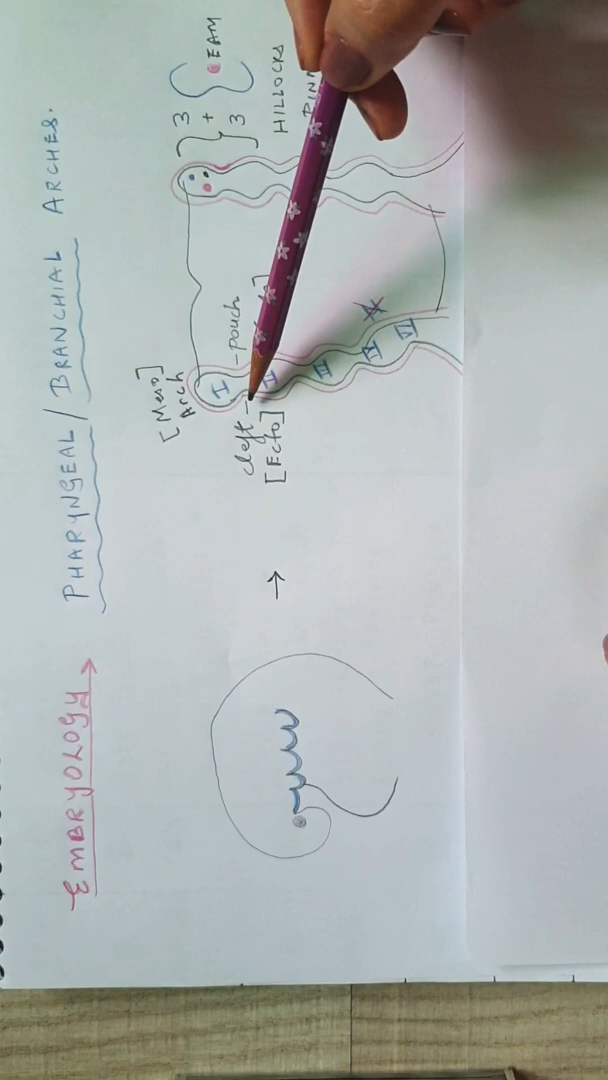 EMBRYOLOGY →
PHARYNGEAL / BRANCHIAL ARCHES.
[Meso]
Arch
cleft -
[Ecto]
- pouch
I
II
III
IV
VI
→
3
+
3
EAM
HILLOCKS